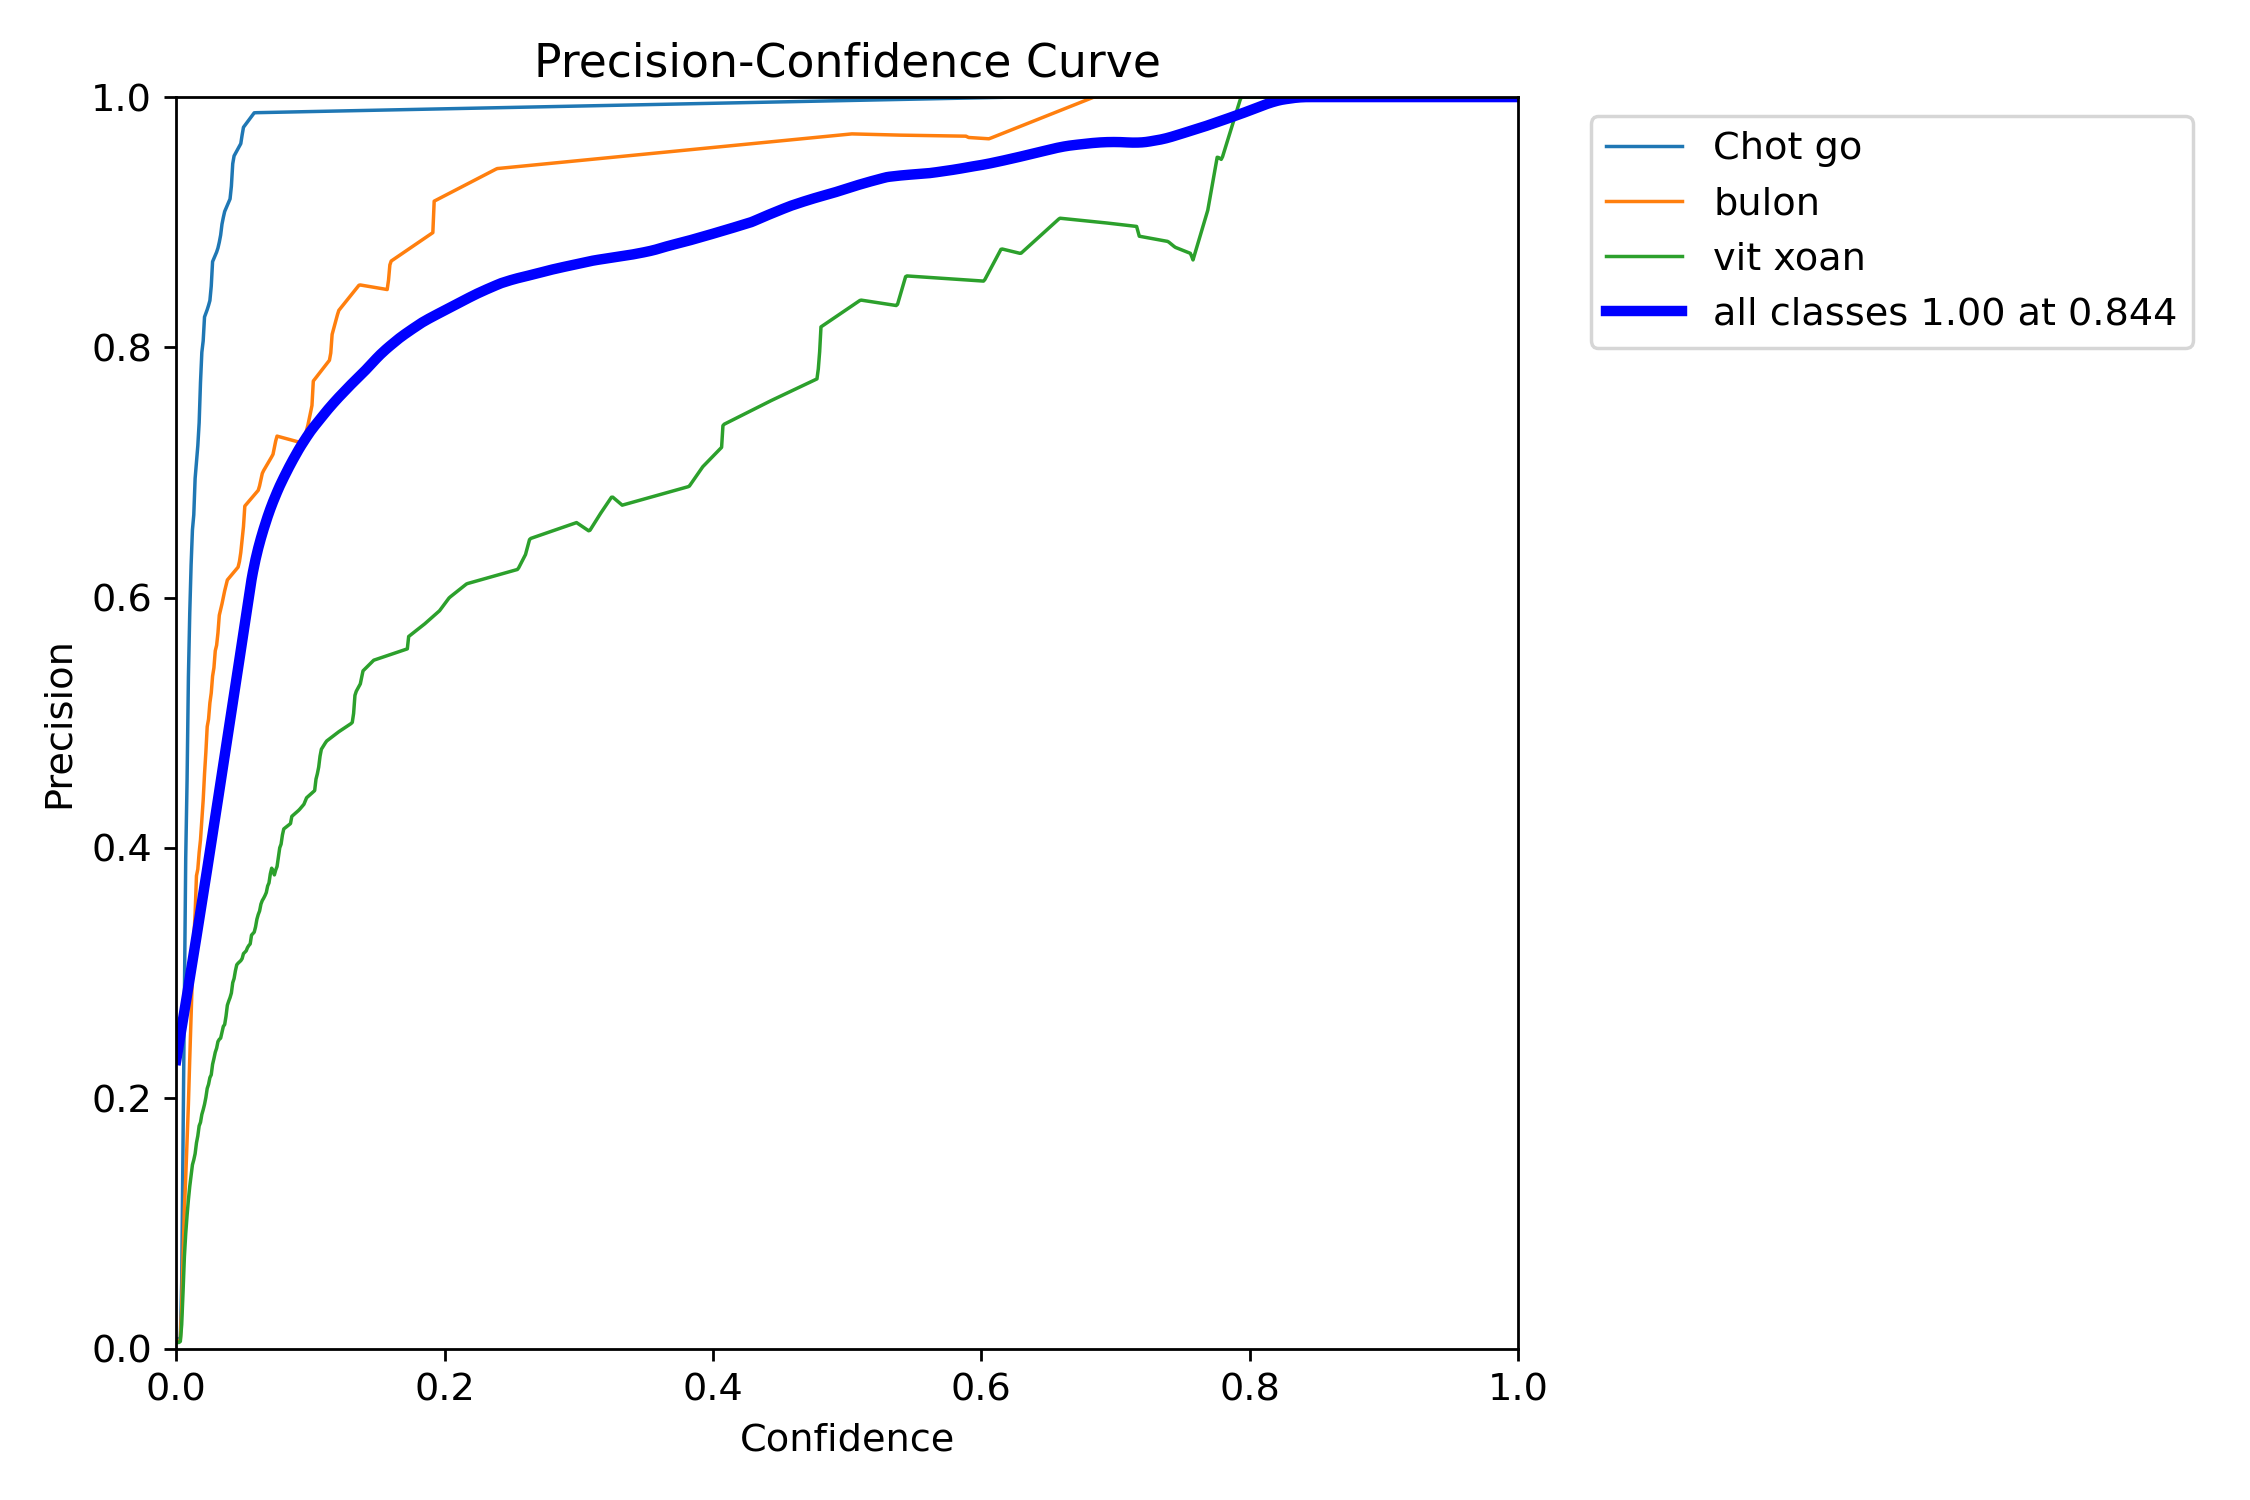 Precision-Confidence Curve
1.0
0.8
0.6
0.4
0.2
0.0
Precision
0.0 0.2 0.4 0.6 0.8 1.0
Confidence
Chot go
bulon
vit xoan
all classes 1.00 at 0.844